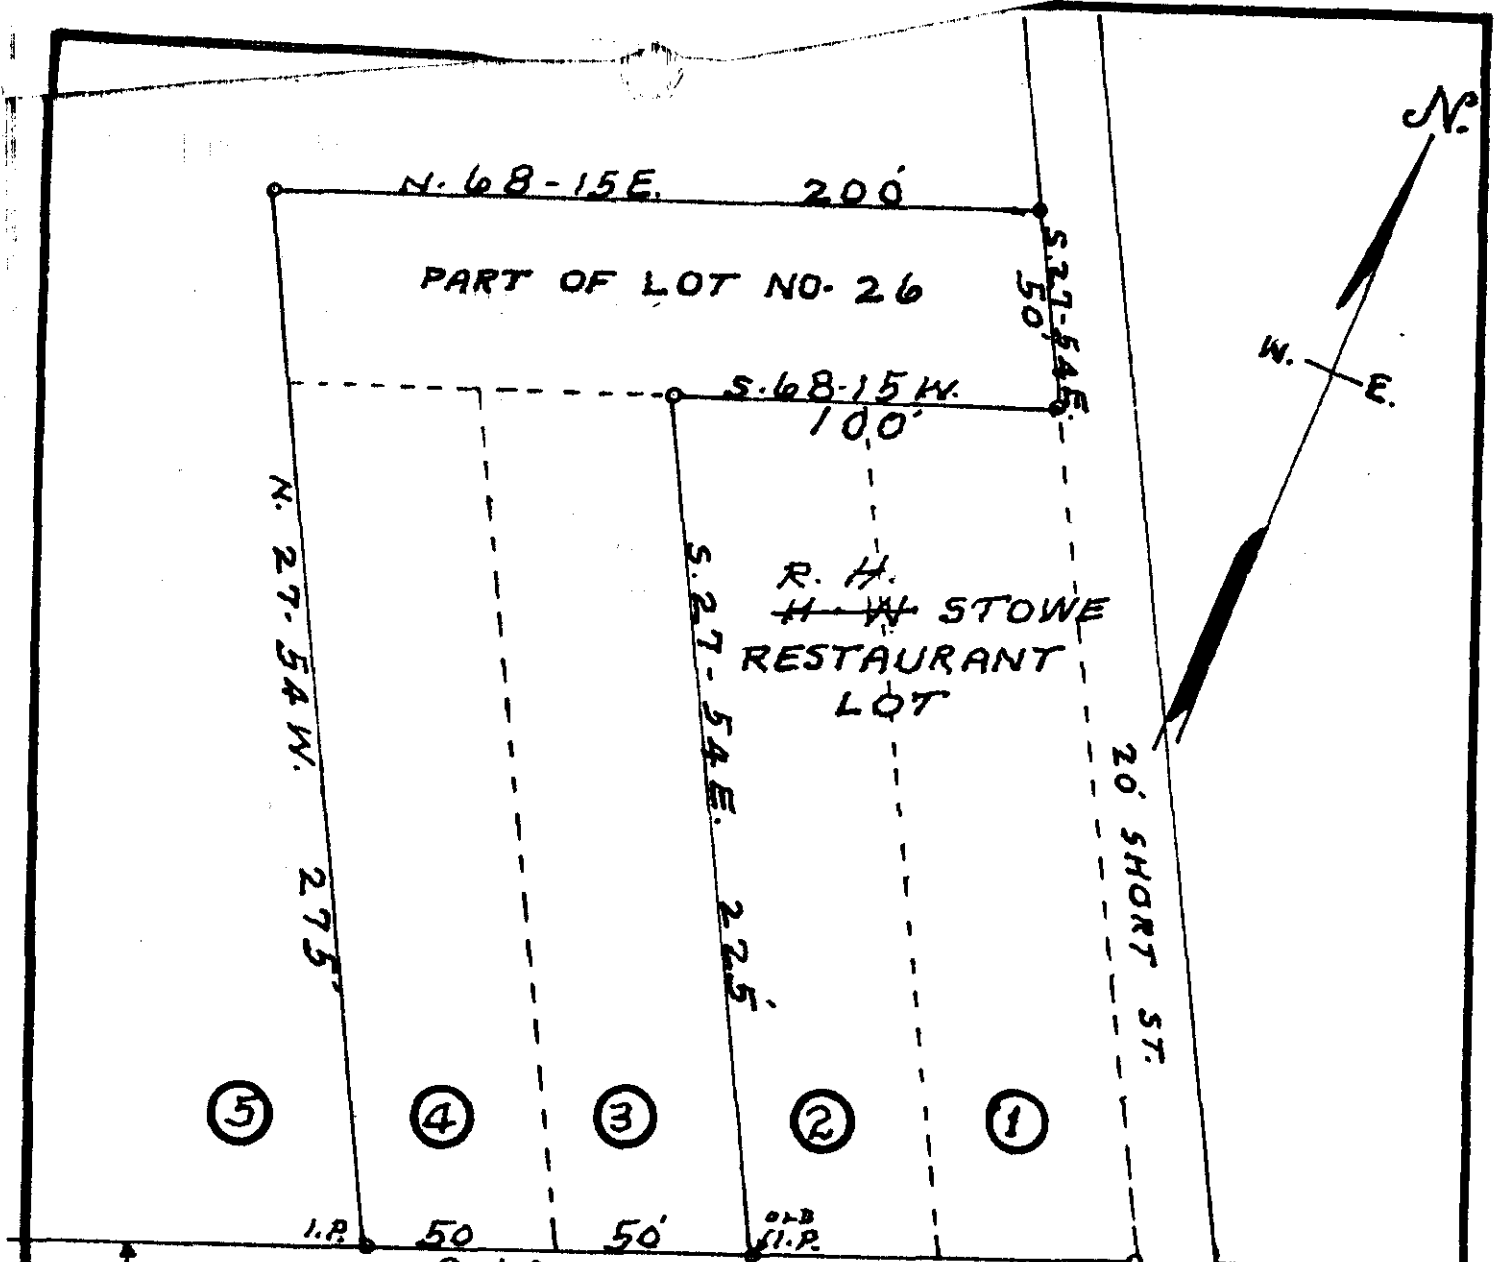 N.
N. 68-15 E. 200'
S. 27-54 E.
50'
PART OF LOT NO. 26
W.
E.
S. 68-15 W.
100'
N. 27-54 W. 275'
S. 27-54 E. 225'
R. H.
H. W. STOWE
RESTAURANT
LOT
20' SHORT ST.
5 4 3 2 1
I.P. 50 50' OLD
I.P.